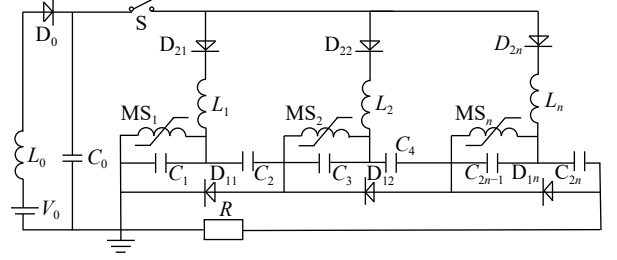 D₀ S
D₂₁ D₂₂ D₂ₙ
L₁ L₂ Lₙ
MS₁ MS₂ MSₙ
L₀ C₀ C₁ D₁₁ C₂ C₃ D₁₂ C₄ C₂ₙ₋₁ D₁ₙ C₂ₙ
V₀ R